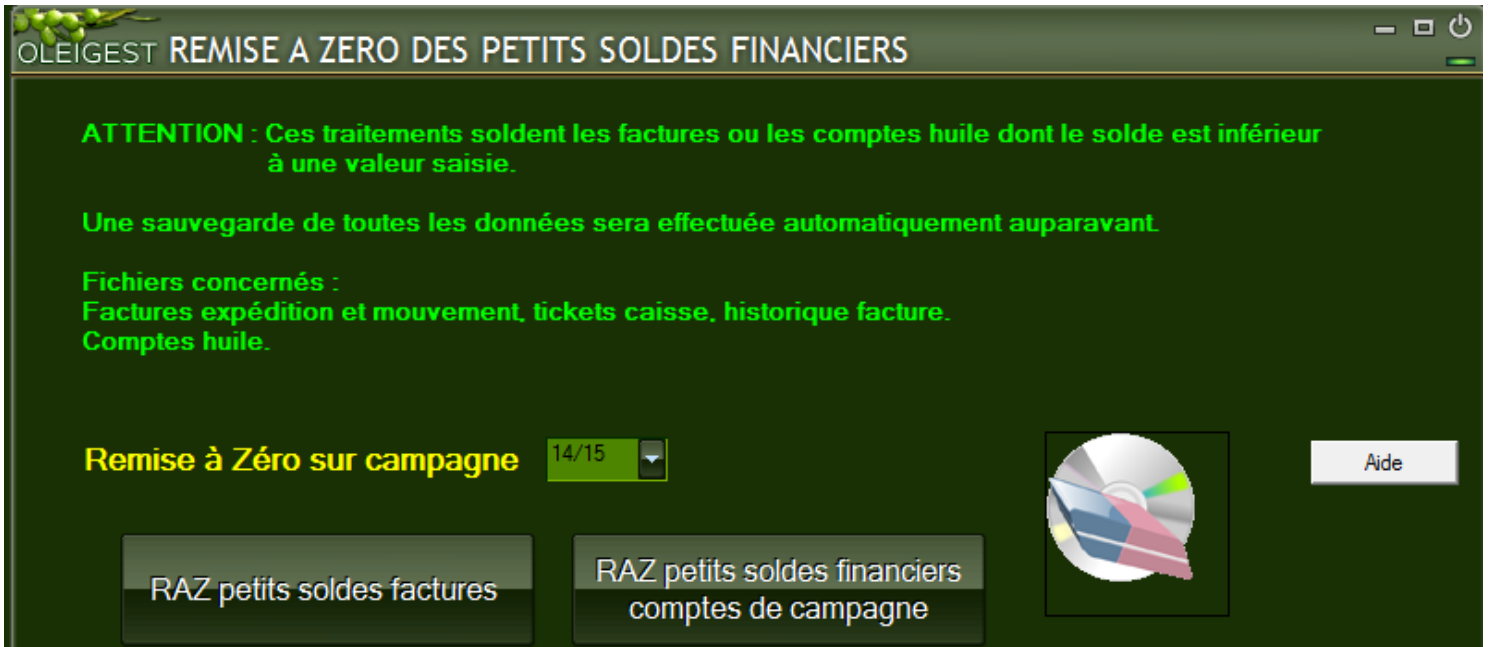 OLEIGEST REMISE A ZERO DES PETITS SOLDES FINANCIERS
ATTENTION : Ces traitements soldent les factures ou les comptes huile dont le solde est inférieur
à une valeur saisie.
Une sauvegarde de toutes les données sera effectuée automatiquement auparavant.
Fichiers concernés :
Factures expédition et mouvement, tickets caisse, historique facture.
Comptes huile.
Remise à Zéro sur campagne 14/15
Aide
RAZ petits soldes factures
RAZ petits soldes financiers
comptes de campagne